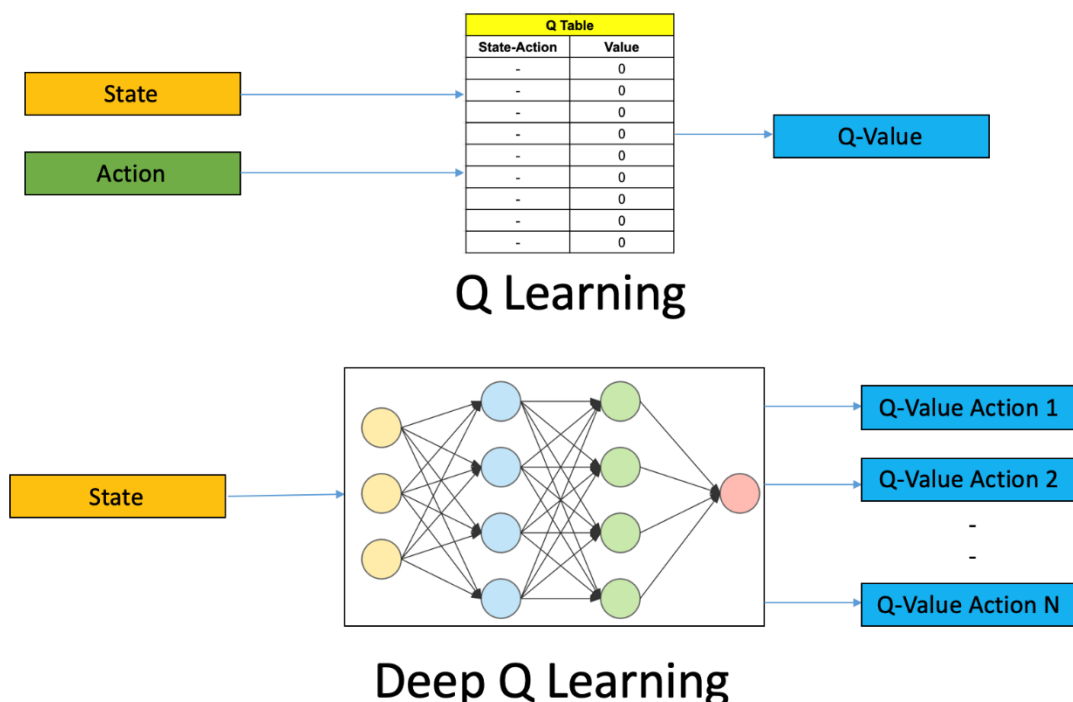 Q Table
State-Action Value
- 0
- 0
- 0
- 0
- 0
- 0
- 0
- 0
- 0
State
Action
Q-Value
Q Learning
State
Q-Value Action 1
Q-Value Action 2
-
-
Q-Value Action N
Deep Q Learning